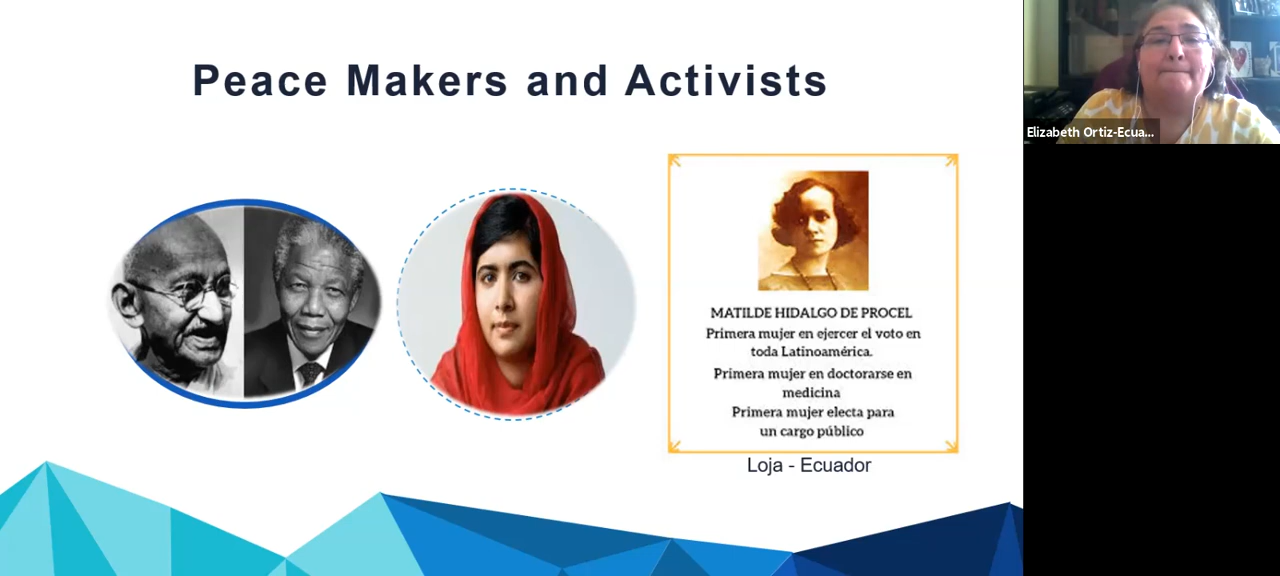 Peace Makers and Activists
Elizabeth Ortiz-Ecua...
MATILDE HIDALGO DE PROCEL
Primera mujer en ejercer el voto en
toda Latinoamérica.
Primera mujer en doctorarse en
medicina
Primera mujer electa para
un cargo público
Loja - Ecuador